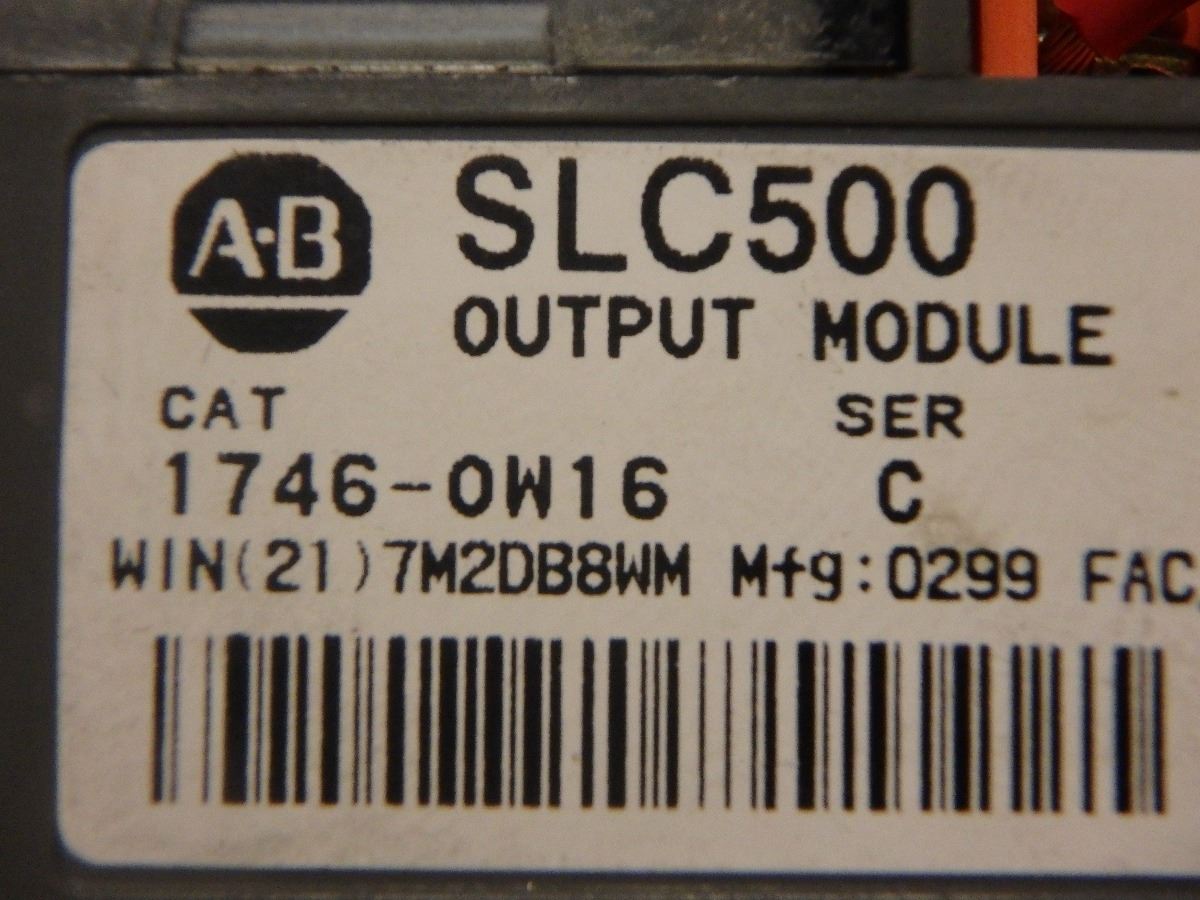 A-B
SLC500
OUTPUT MODULE
CAT SER
1746-OW16 C
WIN(21)7M2DB8WM Mfg:0299 FAC